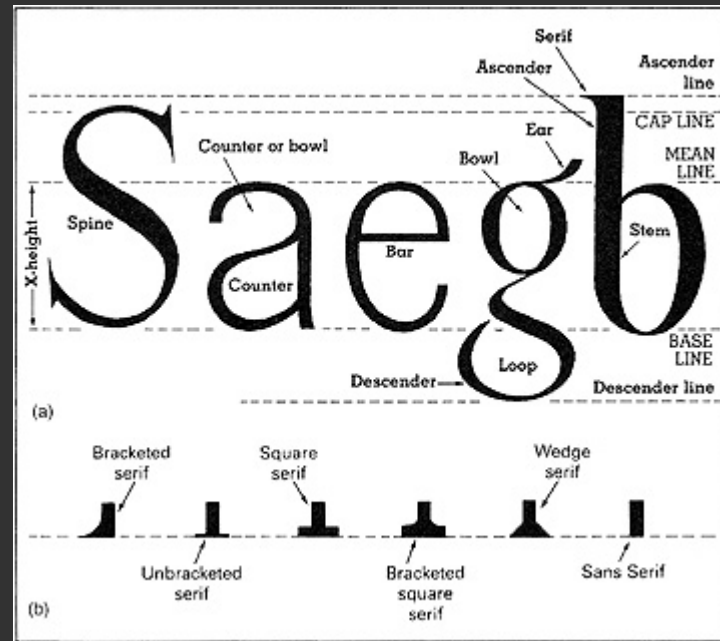 Serif
Ascender
Ascender
line
CAP LINE
Ear
MEAN
LINE
Counter or bowl
Bowl
X-height
Spine
Saegb
Stem
Bar
Counter
BASE
LINE
Loop
Descender
Descender line
(a)
Bracketed
serif
Square
serif
Wedge
serif
Unbracketed
serif
Bracketed
square
serif
Sans Serif
(b)